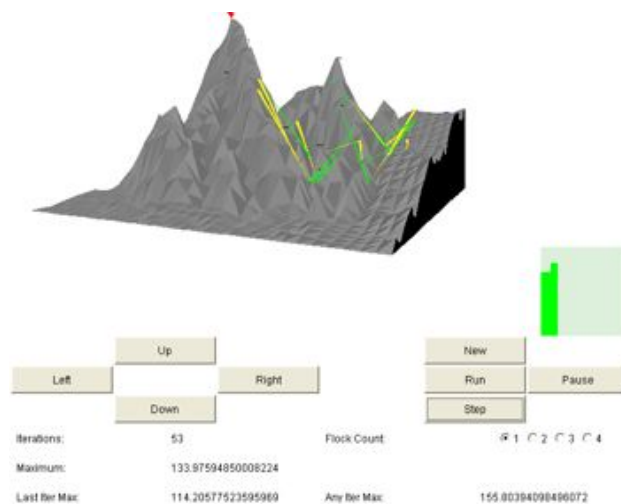 Up
New
Left
Right
Run
Pause
Down
Step
Iterations: 53 Flock Count: 1 2 3 4
Maximum: 133.97594850008224
Last Iter Max: 114.20577523595969 Any Iter Max: 155.80394098496072